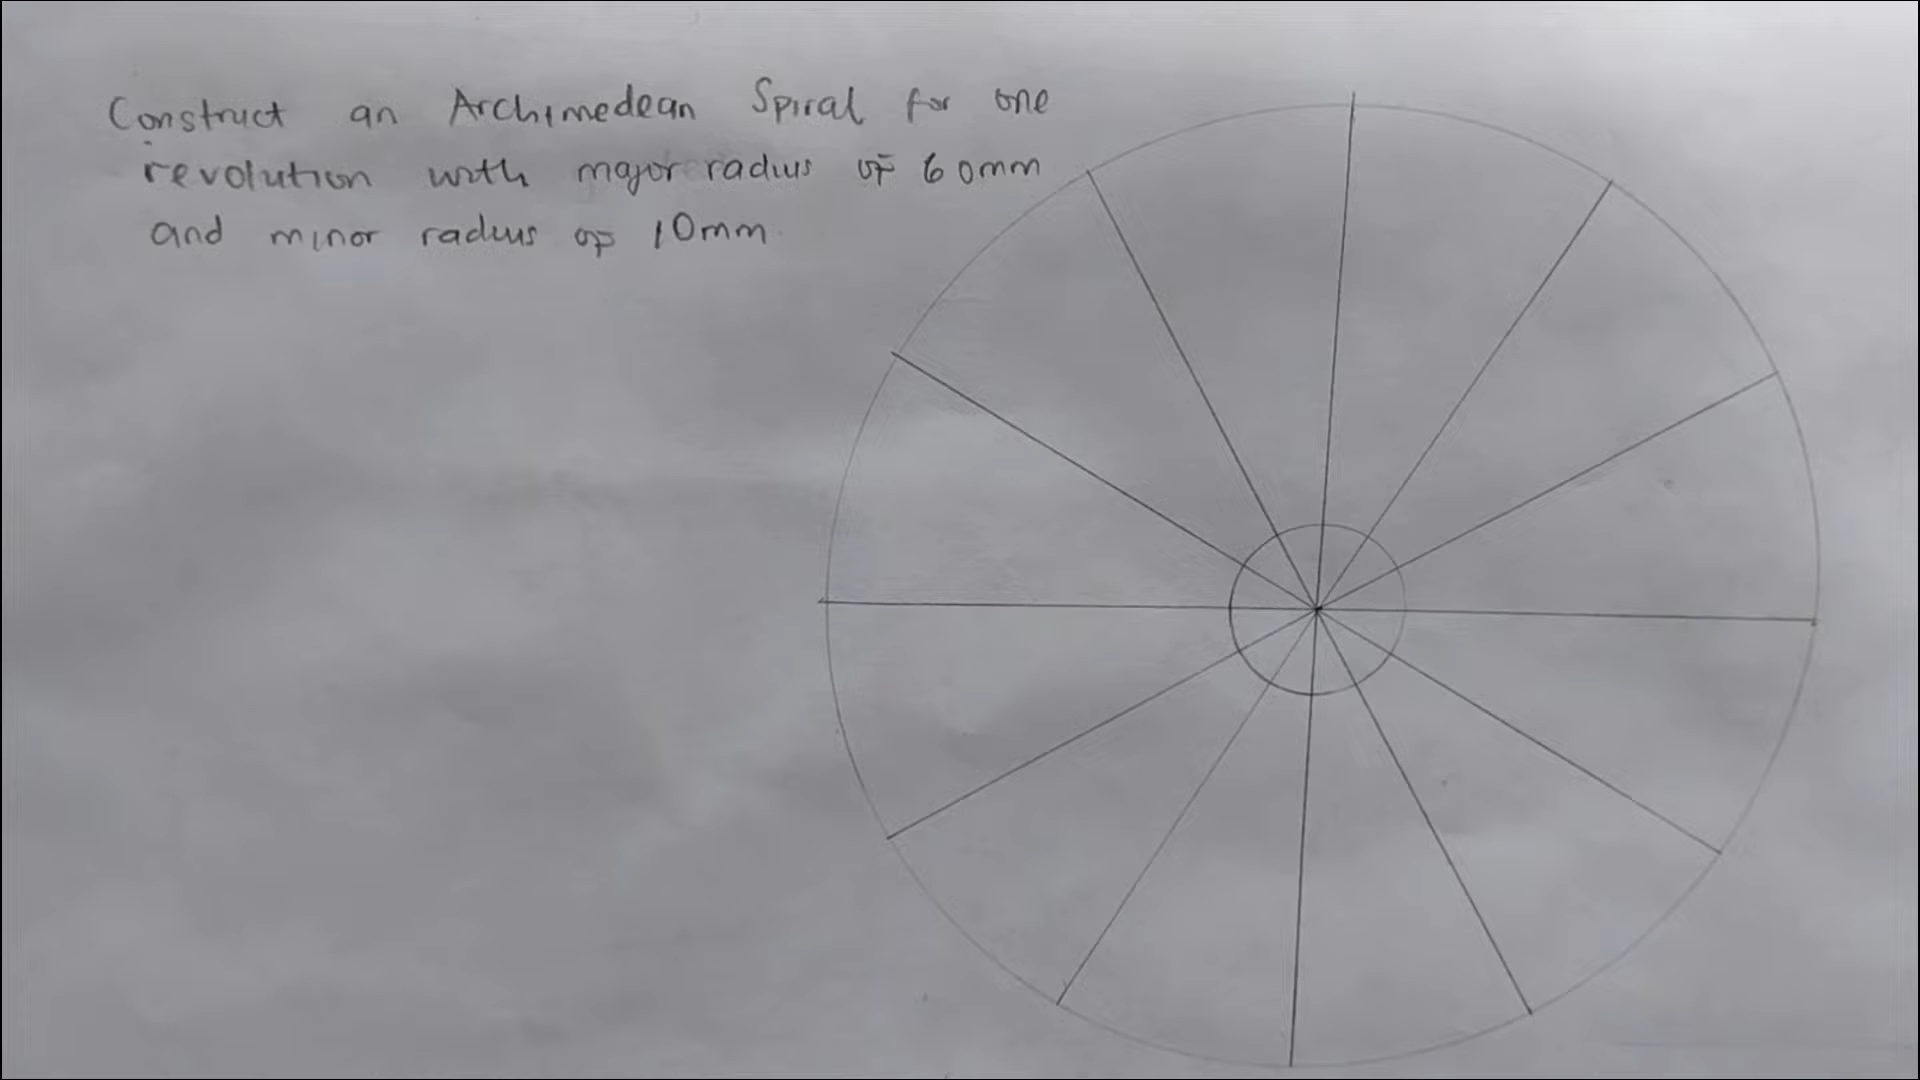 Construct an Archimedean Spiral for one
revolution with major radius of 60mm
and minor radius of 10mm